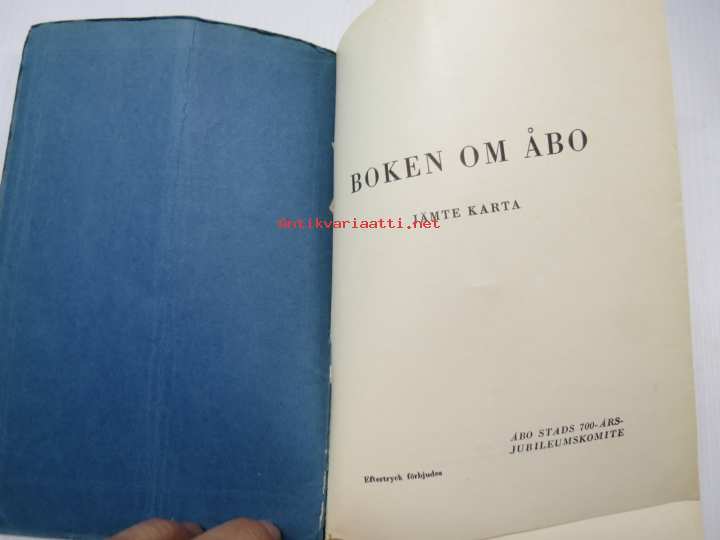 BOKEN OM ÅBO
JÄMTE KARTA
Antikvariaatti.net
ÅBO STADS 700-ÅRS-
JUBILEUMSKOMITE
Eftertryck förbjudes